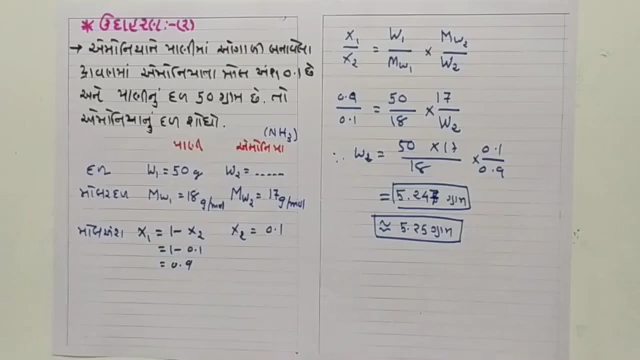 * ઉદાહરણ:-(૩)
→ એમોનિયાને પાણીમાં ઓગાળી બનાવેલા
દ્રાવણમાં એમોનિયાના મોલ અંશ 0.1 છે
અને પાણીનું દળ 50 ગ્રામ છે. તો
એમોનિયાનું દળ શોધો.
(NH3)
પાણી એમોનિયા
દળ W1 = 50 g W2 = -----
મોલરદળ Mw1 = 18 g/mol Mw2 = 17 g/mol
મોલઅંશ X1 = 1 - X2 X2 = 0.1
= 1 - 0.1
= 0.9
X1/X2 = W1/Mw1 × Mw2/W2
0.9/0.1 = 50/18 × 17/W2
∴ W2 = 50 × 17/18 × 0.1/0.9
= 5.247 ગ્રામ
≈ 5.25 ગ્રામ